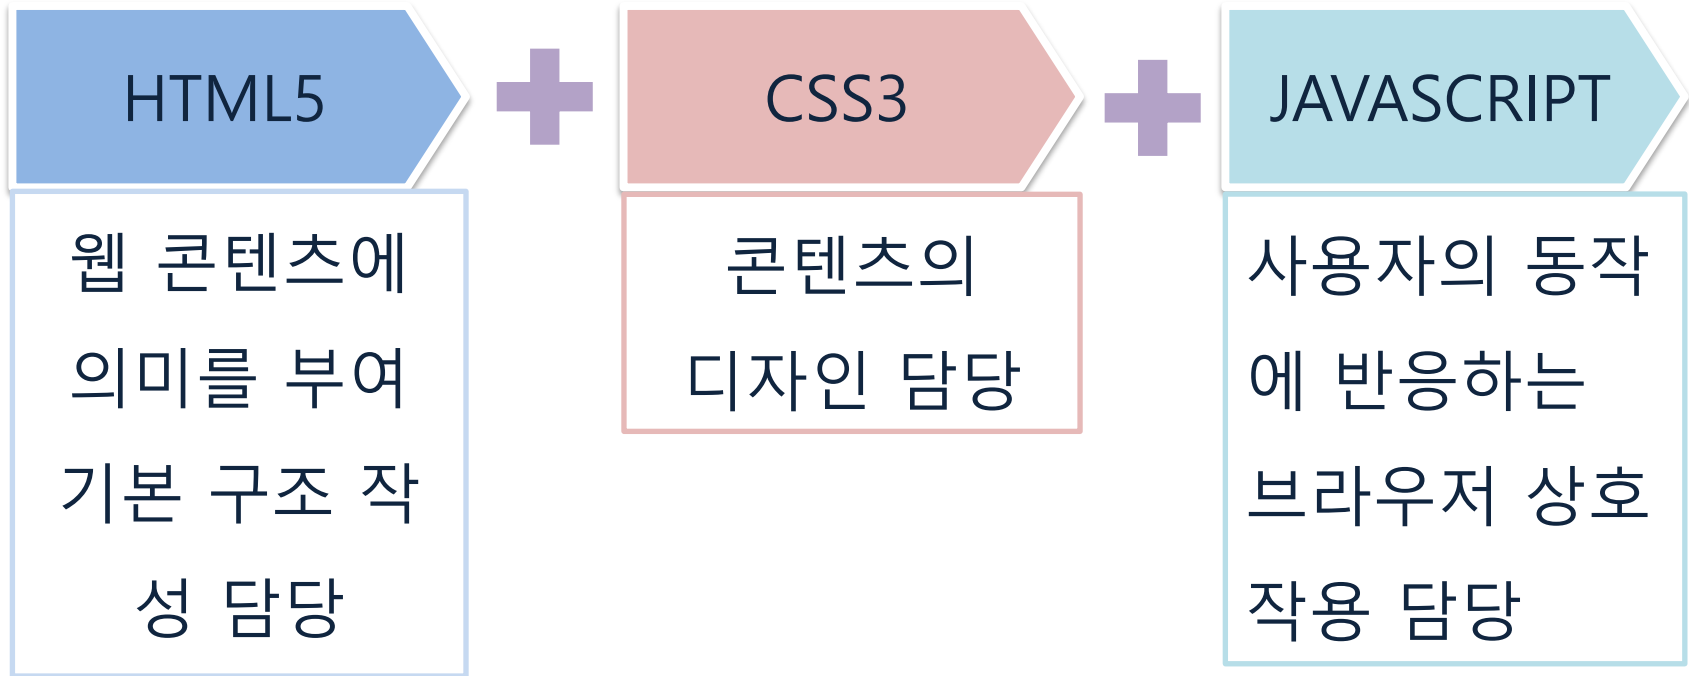 HTML5
웹 콘텐츠에
의미를 부여
기본 구조 작
성 담당
CSS3
콘텐츠의
디자인 담당
JAVASCRIPT
사용자의 동작
에 반응하는
브라우저 상호
작용 담당